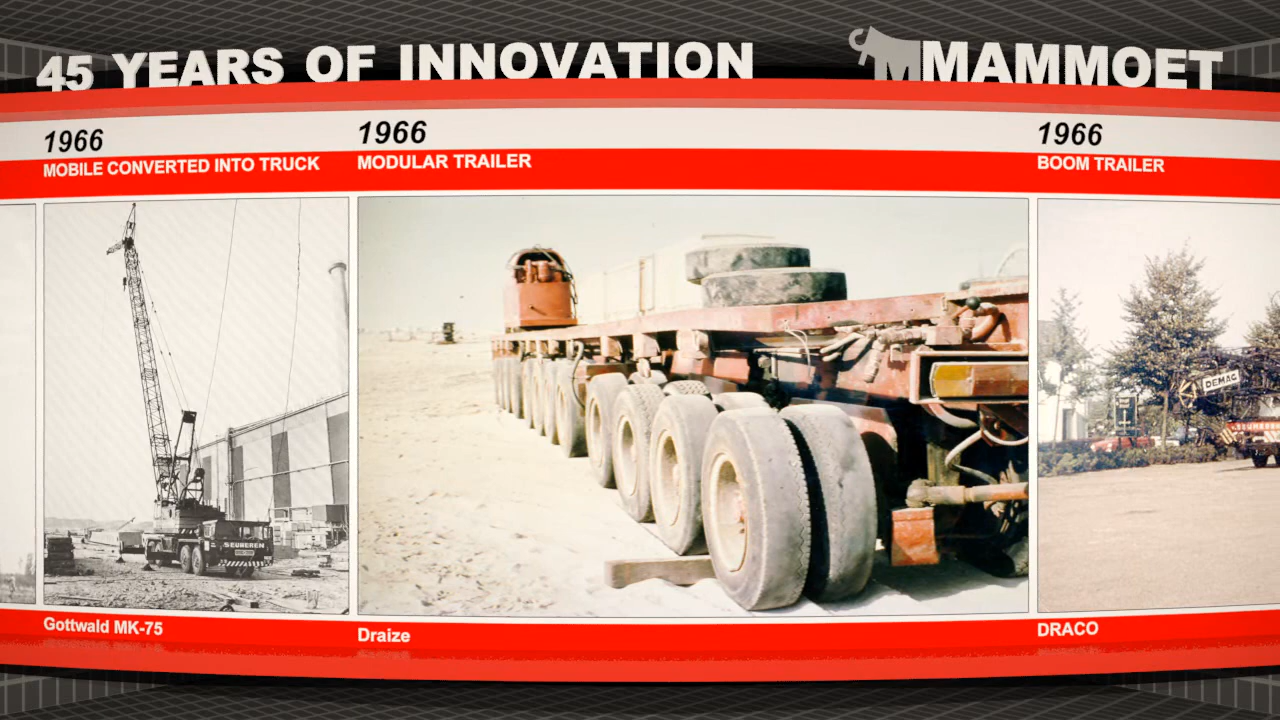 45 YEARS OF INNOVATION
MAMMOET
1966
MOBILE CONVERTED INTO TRUCK
1966
MODULAR TRAILER
1966
BOOM TRAILER
DEMAG
Gottwald MK-75
Draize
DRACO